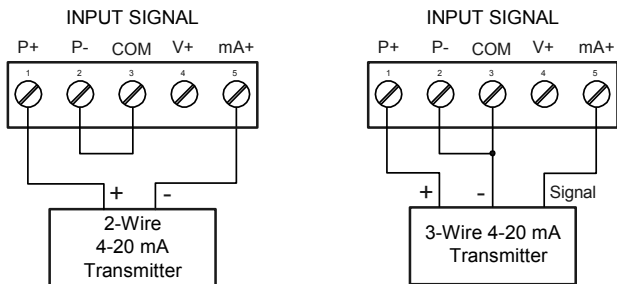 INPUT SIGNAL
P+ P- COM V+ mA+
1 2 3 4 5
+ -
2-Wire
4-20 mA
Transmitter
INPUT SIGNAL
P+ P- COM V+ mA+
1 2 3 4 5
+ - Signal
3-Wire 4-20 mA
Transmitter